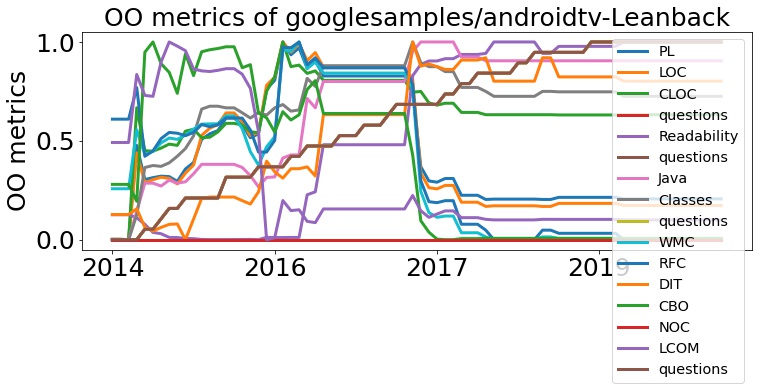 OO metrics of googlesamples/androidtv-Leanback
OO metrics
1.0
0.5
0.0
2014
2016
2017
2019
PL
LOC
CLOC
questions
Readability
questions
Java
Classes
questions
WMC
RFC
DIT
CBO
NOC
LCOM
questions